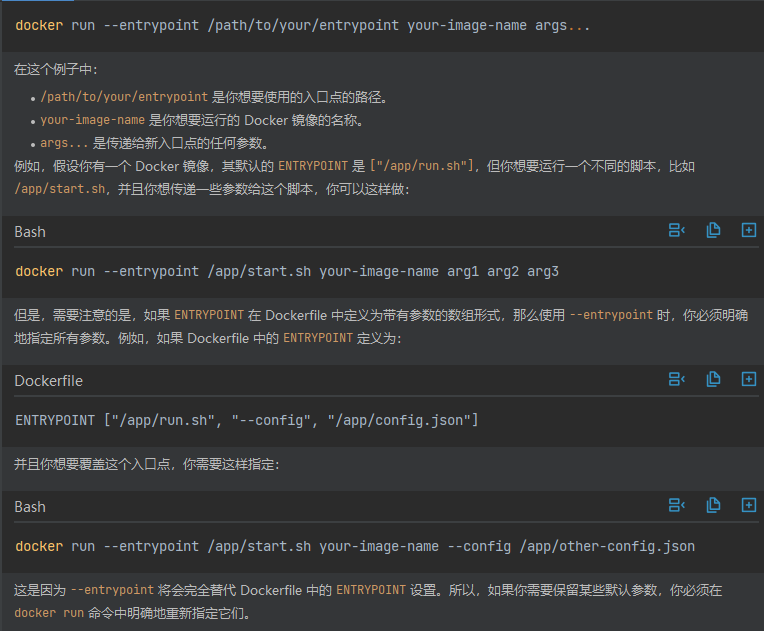 docker run --entrypoint /path/to/your/entrypoint your-image-name args...
在这个例子中：
• /path/to/your/entrypoint 是你想要使用的入口点的路径。
• your-image-name 是你想要运行的 Docker 镜像的名称。
• args... 是传递给新入口点的任何参数。
例如，假设你有一个 Docker 镜像，其默认的 ENTRYPOINT 是 ["/app/run.sh"]，但你想要运行一个不同的脚本，比如
/app/start.sh，并且你想传递一些参数给这个脚本，你可以这样做：
Bash
docker run --entrypoint /app/start.sh your-image-name arg1 arg2 arg3
但是，需要注意的是，如果 ENTRYPOINT 在 Dockerfile 中定义为带有参数的数组形式，那么使用 --entrypoint 时，你必须明确
地指定所有参数。例如，如果 Dockerfile 中的 ENTRYPOINT 定义为：
Dockerfile
ENTRYPOINT ["/app/run.sh", "--config", "/app/config.json"]
并且你想要覆盖这个入口点，你需要这样指定：
Bash
docker run --entrypoint /app/start.sh your-image-name --config /app/other-config.json
这是因为 --entrypoint 将会完全替代 Dockerfile 中的 ENTRYPOINT 设置。所以，如果你需要保留某些默认参数，你必须在
docker run 命令中明确地重新指定它们。